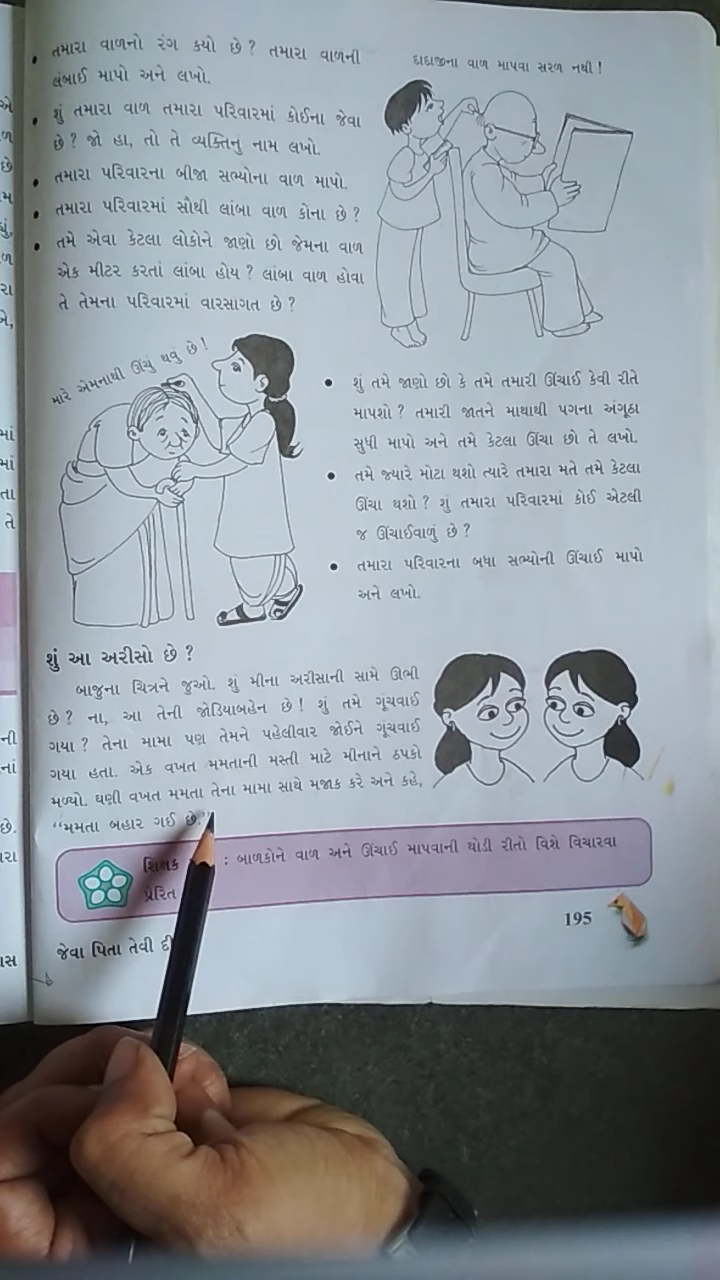 તમારા વાળનો રંગ કયો છે? તમારા વાળની
લંબાઈ માપો અને લખો.
શું તમારા વાળ તમારા પરિવારમાં કોઈના જેવા
છે? જો હા, તો તે વ્યક્તિનુ નામ લખો.
તમારા પરિવારના બીજા સભ્યોના વાળ માપો.
તમારા પરિવારમાં સૌથી લાંબા વાળ કોના છે?
તમે એવા કેટલા લોકોને જાણો છો જેમના વાળ
એક મીટર કરતાં લાંબા હોય? લાંબા વાળ હોવા
તે તેમના પરિવારમાં વારસાગત છે?
દાદાજીના વાળ માપવા સરળ નથી!
મારે એમનાથી ઊંચું થવું છે!
શું તમે જાણો છો કે તમે તમારી ઊંચાઈ કેવી રીતે
માપશો? તમારી જાતને માથાથી પગના અંગૂઠા
સુધી માપો અને તમે કેટલા ઊંચા છો તે લખો.
તમે જ્યારે મોટા થશો ત્યારે તમારા મતે તમે કેટલા
ઊંચા થશો? શું તમારા પરિવારમાં કોઈ એટલી
જ ઊંચાઈવાળું છે?
તમારા પરિવારના બધા સભ્યોની ઊંચાઈ માપો
અને લખો.
શું આ અરીસો છે?
બાજુના ચિત્રને જુઓ. શું મીના અરીસાની સામે ઊભી
છે? ના, આ તેની જોડિયાબહેન છે! શું તમે ગૂંચવાઈ
ગયા? તેના મામા પણ તેમને પહેલીવાર જોઈને ગૂંચવાઈ
ગયા હતા. એક વખત મમતાની મસ્તી માટે મીનાને ઠપકો
મળ્યો. ઘણી વખત મમતા તેના મામા સાથે મજાક કરે અને કહે,
“મમતા બહાર ગઈ છે.”
શિક્ષક : બાળકોને વાળ અને ઊંચાઈ માપવાની થોડી રીતો વિશે વિચારવા
પ્રેરિત
195
જેવા પિતા તેવી